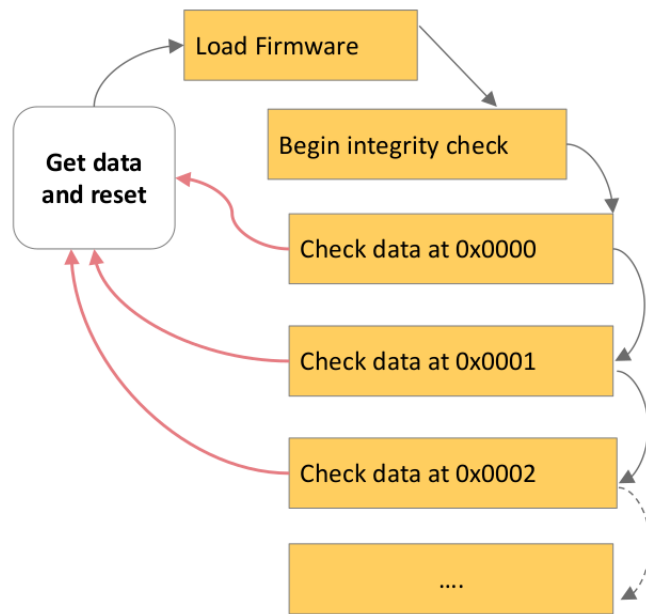 Load Firmware
Begin integrity check
Get data
and reset
Check data at 0x0000
Check data at 0x0001
Check data at 0x0002
....